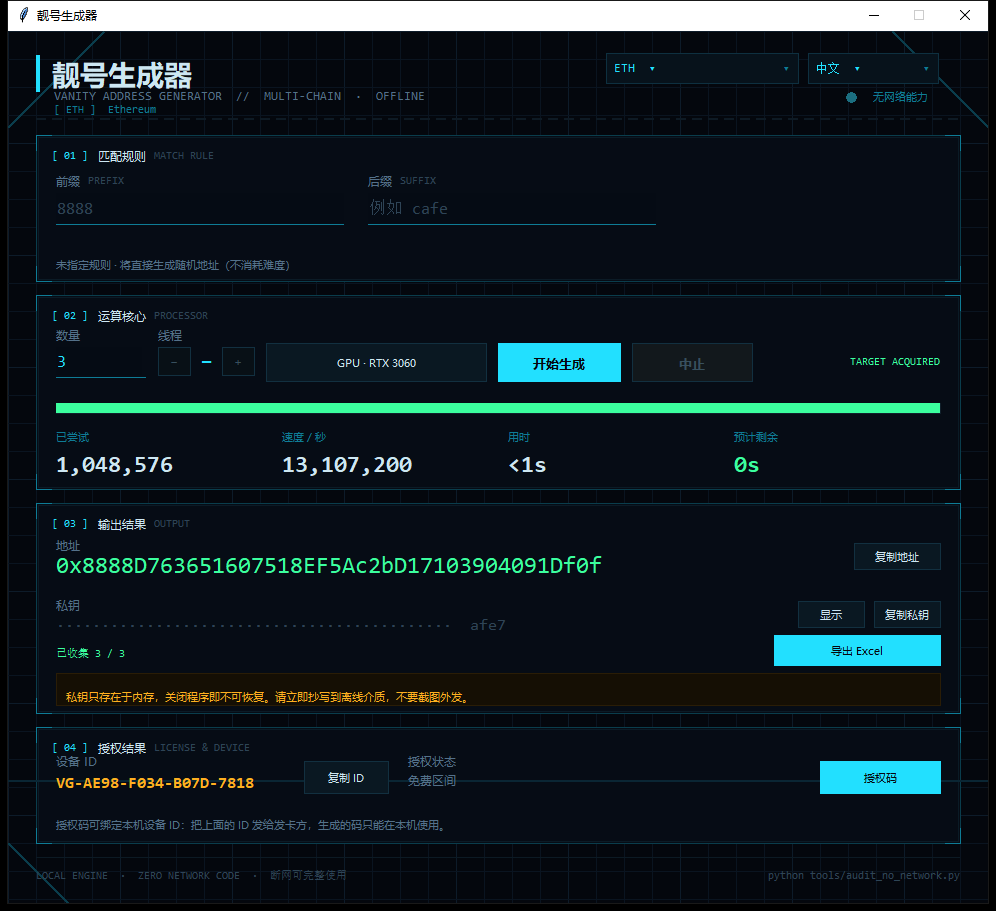 靓号生成器
靓号生成器
ETH
中文
VANITY ADDRESS GENERATOR // MULTI-CHAIN · OFFLINE
无网络能力
[ ETH ] Ethereum
[ 01 ] 匹配规则 MATCH RULE
前缀 PREFIX 后缀 SUFFIX
8888 例如 cafe
未指定规则 · 将直接生成随机地址（不消耗难度）
[ 02 ] 运算核心 PROCESSOR
数量 线程
3 − — + GPU · RTX 3060 开始生成 中止 TARGET ACQUIRED
已尝试 速度 / 秒 用时 预计剩余
1,048,576 13,107,200 <1s 0s
[ 03 ] 输出结果 OUTPUT
地址
0x8888D763651607518EF5Ac2bD17103904091Df0f 复制地址
私钥
afe7 显示 复制私钥
已收集 3 / 3 导出 Excel
私钥只存在于内存，关闭程序即不可恢复。请立即抄写到离线介质，不要截图外发。
[ 04 ] 授权结果 LICENSE & DEVICE
设备 ID 授权状态
VG-AE98-F034-B07D-7818 复制 ID 免费区间 授权码
授权码可绑定本机设备 ID：把上面的 ID 发给发卡方，生成的码只能在本机使用。
LOCAL ENGINE · ZERO NETWORK CODE · 断网可完整使用 python tools/audit_no_network.py